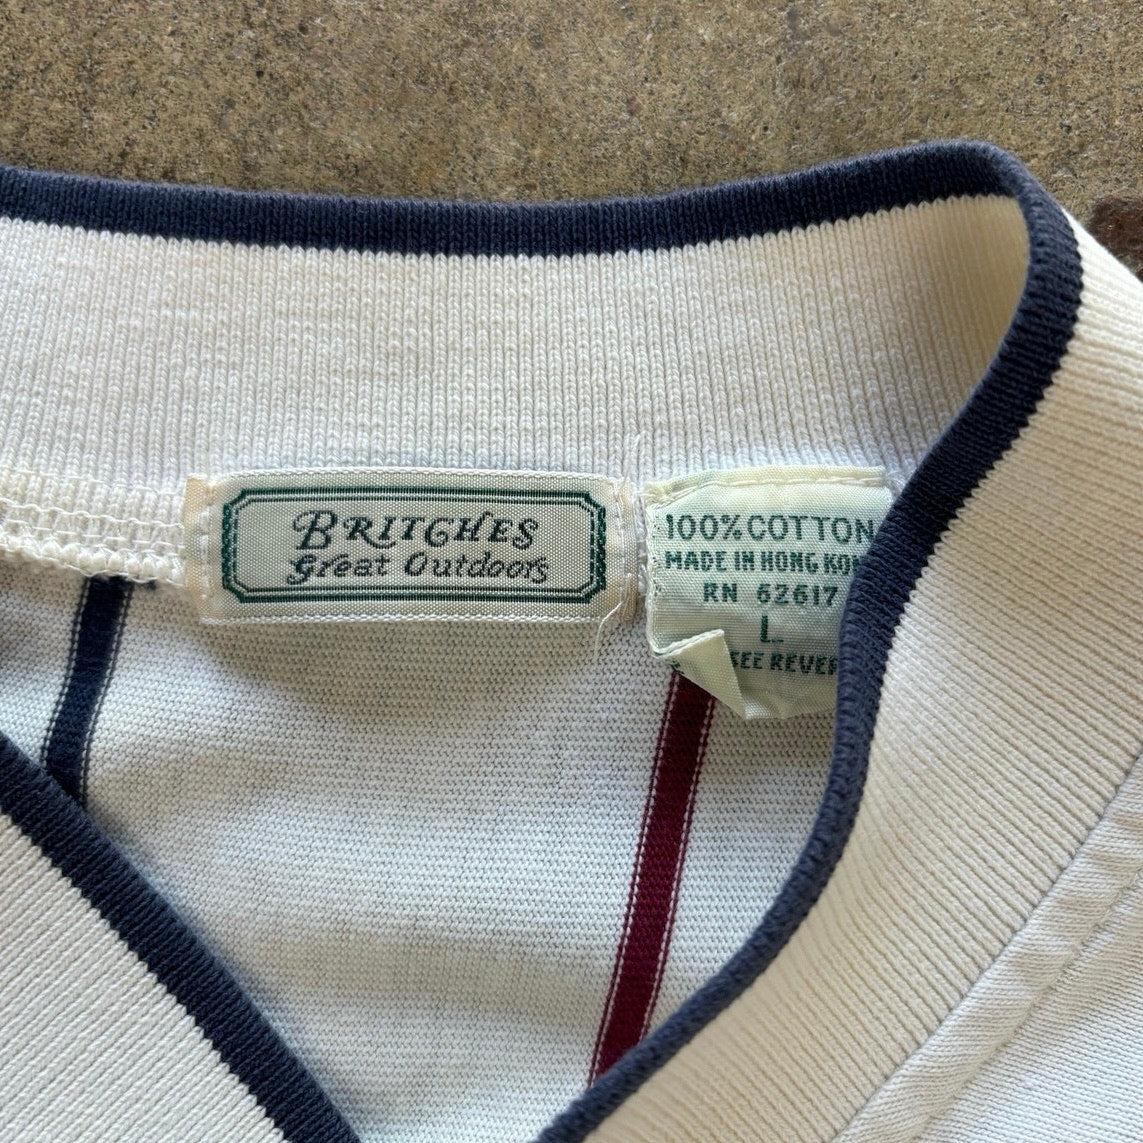 BRITCHES
Great Outdoors
100% COTTON
MADE IN HONG KON
RN 62617
L
SEE REVER